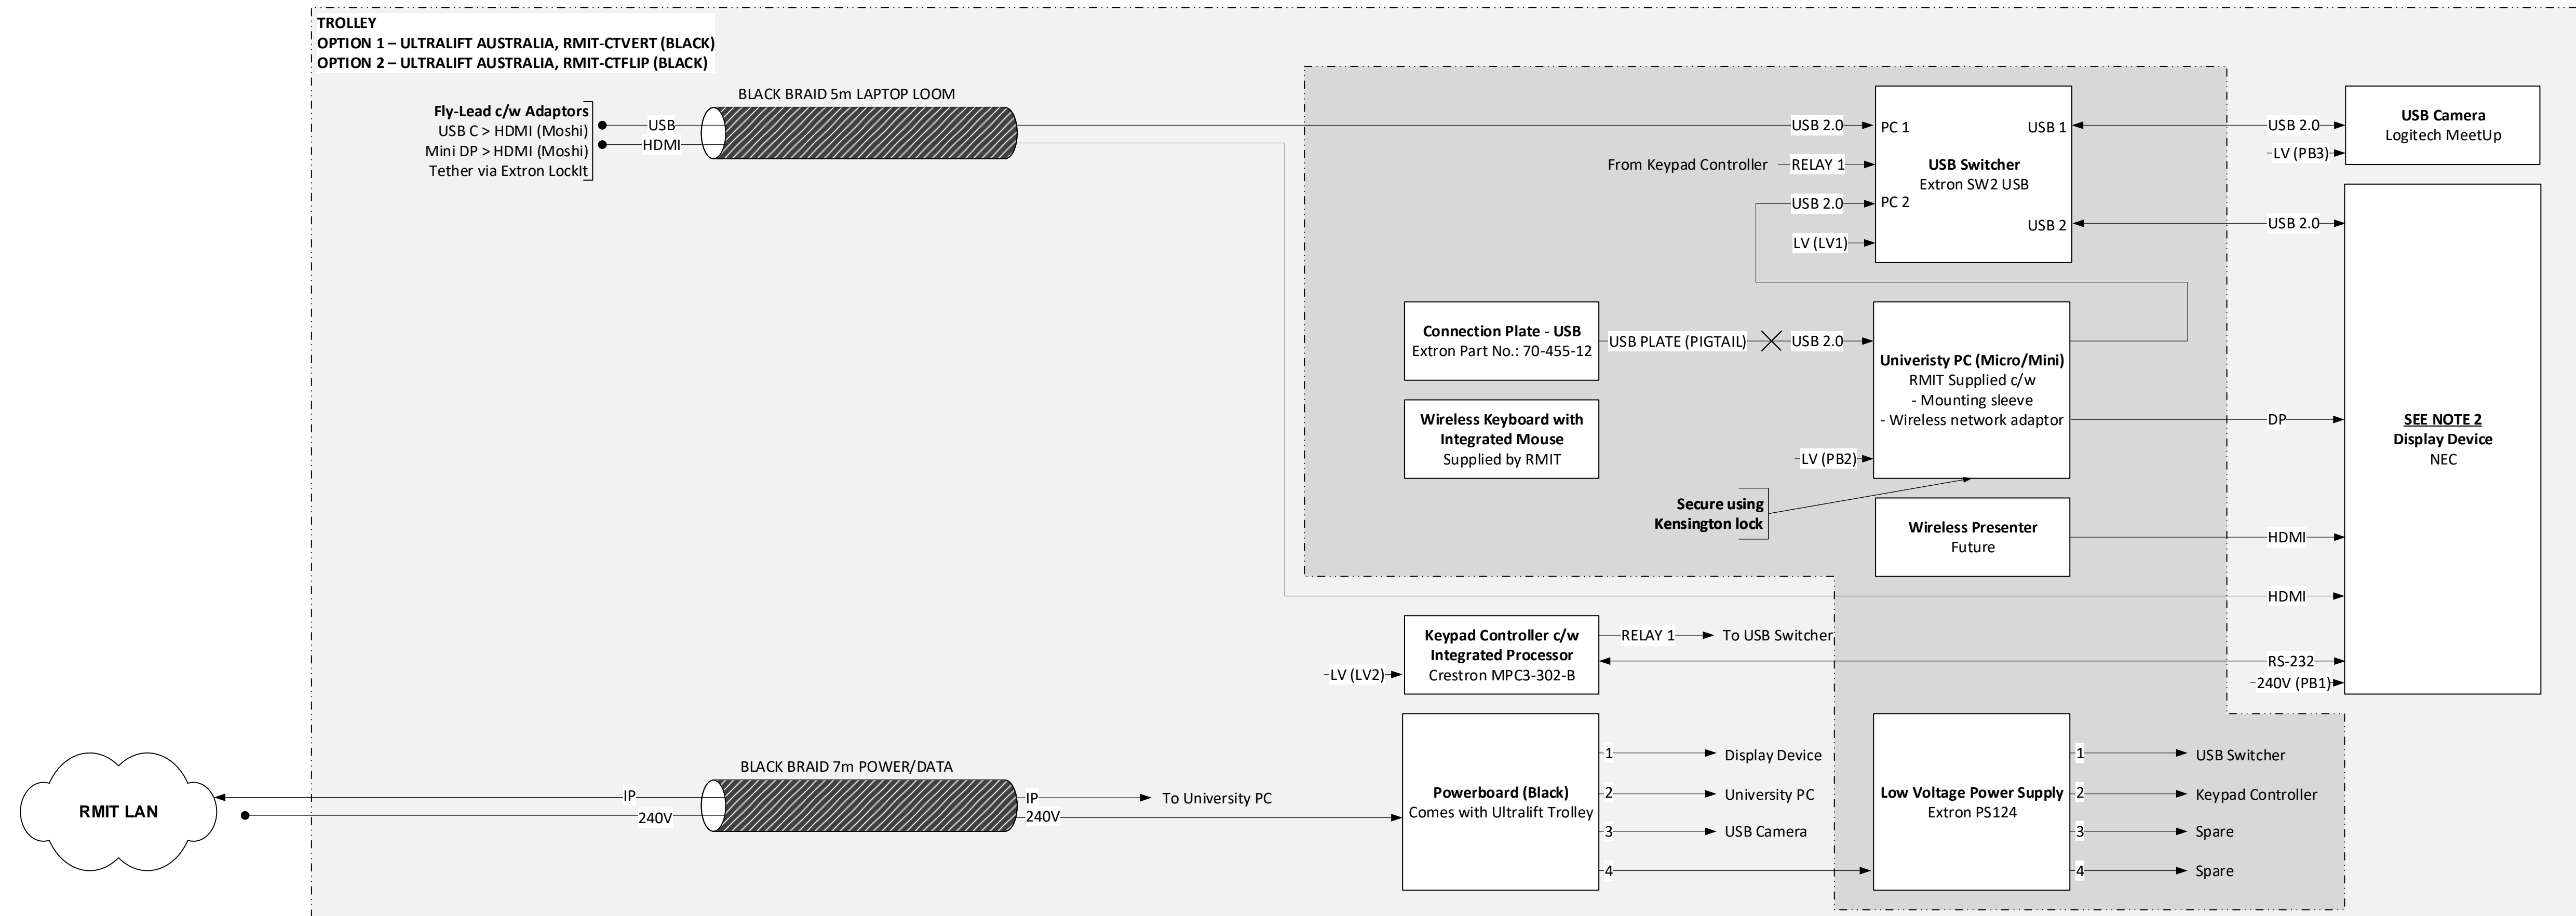 TROLLEY
OPTION 1 – ULTRALIFT AUSTRALIA, RMIT-CTVERT (BLACK)
OPTION 2 – ULTRALIFT AUSTRALIA, RMIT-CTFLIP (BLACK)
BLACK BRAID 5m LAPTOP LOOM
Fly-Lead c/w Adaptors
USB C > HDMI (Moshi)
Mini DP > HDMI (Moshi)
Tether via Extron LockIt
USB
HDMI
USB 2.0
PC 1
From Keypad Controller
RELAY 1
USB 2.0
PC 2
LV (LV1)
USB Switcher
Extron SW2 USB
USB 1
USB 2
USB 2.0
LV (PB3)
USB Camera
Logitech MeetUp
USB 2.0
Connection Plate - USB
Extron Part No.: 70-455-12
USB PLATE (PIGTAIL)
USB 2.0
Univeristy PC (Micro/Mini)
RMIT Supplied c/w
- Mounting sleeve
- Wireless network adaptor
Wireless Keyboard with
Integrated Mouse
Supplied by RMIT
LV (PB2)
DP
SEE NOTE 2
Display Device
NEC
Secure using
Kensington lock
Wireless Presenter
Future
HDMI
HDMI
Keypad Controller c/w
Integrated Processor
Crestron MPC3-302-B
LV (LV2)
RELAY 1
To USB Switcher
RS-232
240V (PB1)
BLACK BRAID 7m POWER/DATA
RMIT LAN
IP
240V
IP
240V
To University PC
Powerboard (Black)
Comes with Ultralift Trolley
1
Display Device
2
University PC
3
USB Camera
4
Low Voltage Power Supply
Extron PS124
1
USB Switcher
2
Keypad Controller
3
Spare
4
Spare